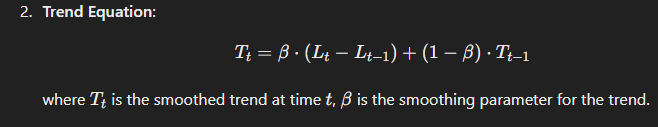 2. Trend Equation:
Tₜ = β · (Lₜ − Lₜ₋₁) + (1 − β) · Tₜ₋₁
where Tₜ is the smoothed trend at time t, β is the smoothing parameter for the trend.